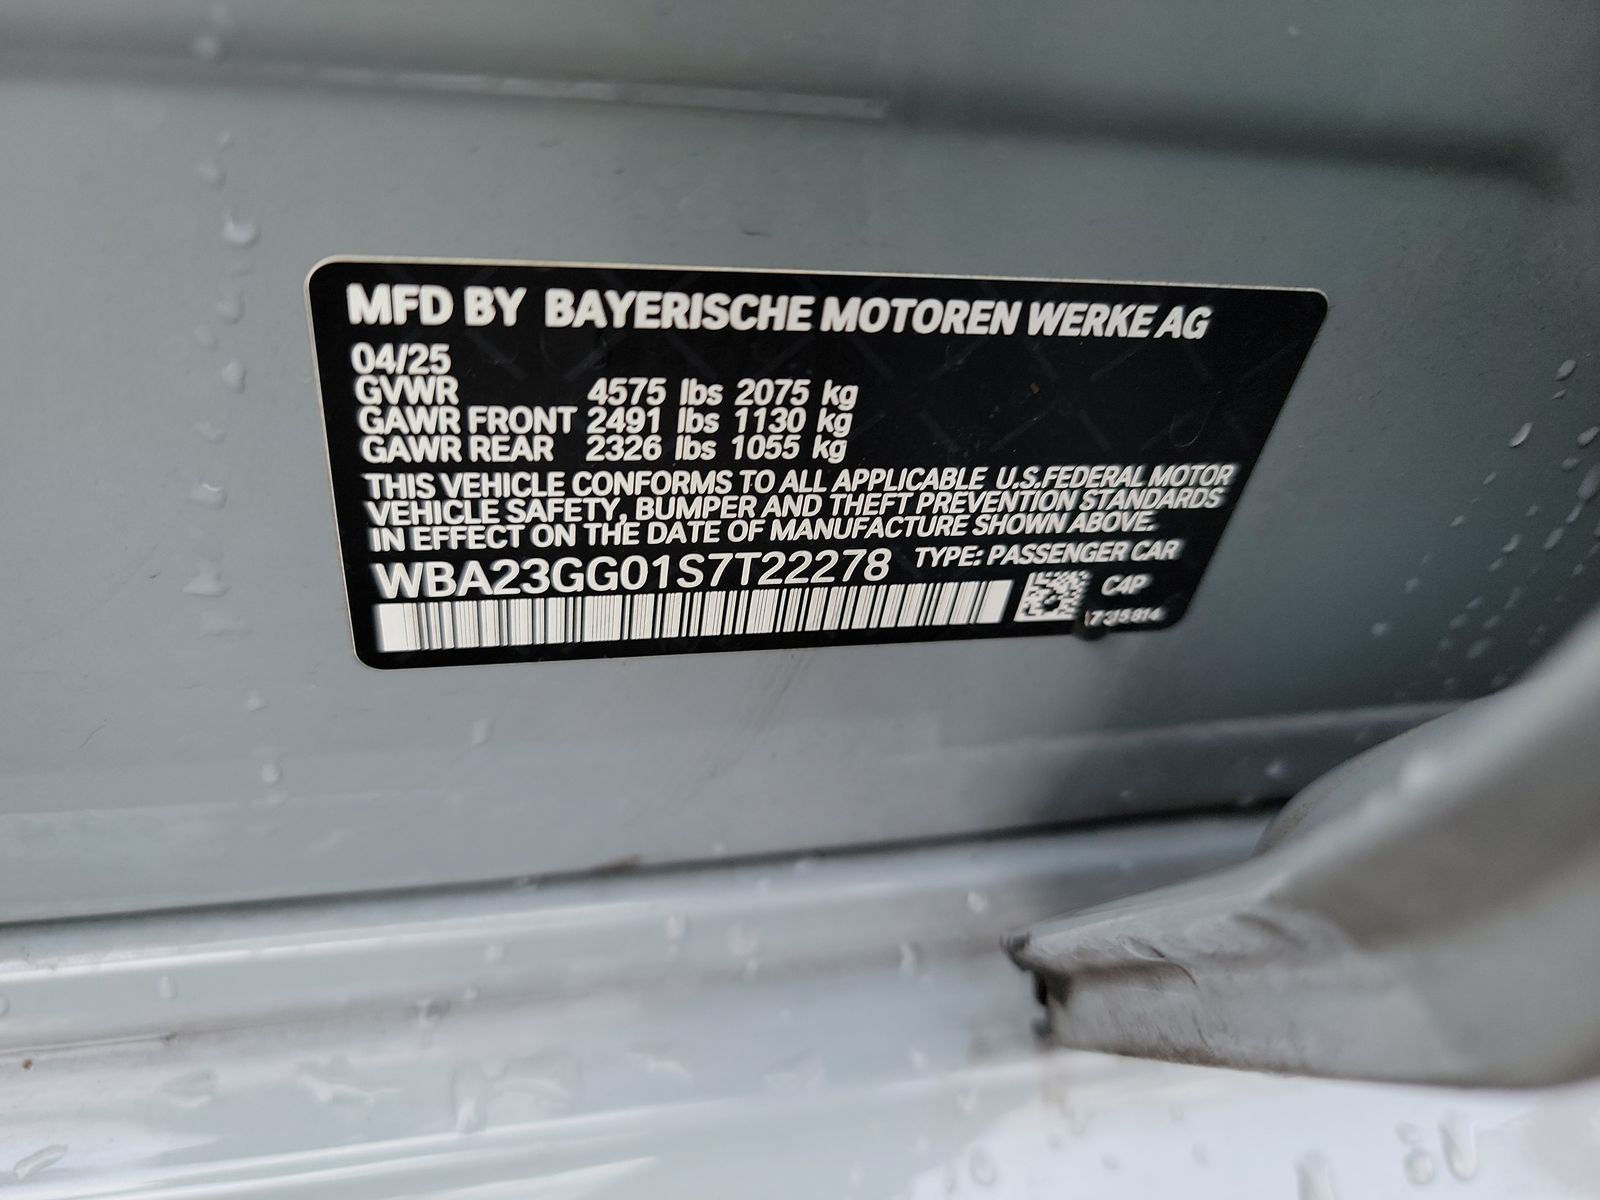 MFD BY BAYERISCHE MOTOREN WERKE AG
04/25
GVWR 4575 lbs 2075 kg
GAWR FRONT 2491 lbs 1130 kg
GAWR REAR 2326 lbs 1055 kg
THIS VEHICLE CONFORMS TO ALL APPLICABLE U.S.FEDERAL MOTOR
VEHICLE SAFETY, BUMPER AND THEFT PREVENTION STANDARDS
IN EFFECT ON THE DATE OF MANUFACTURE SHOWN ABOVE.
WBA23GG01S7T22278 TYPE: PASSENGER CAR
C4P
7315814